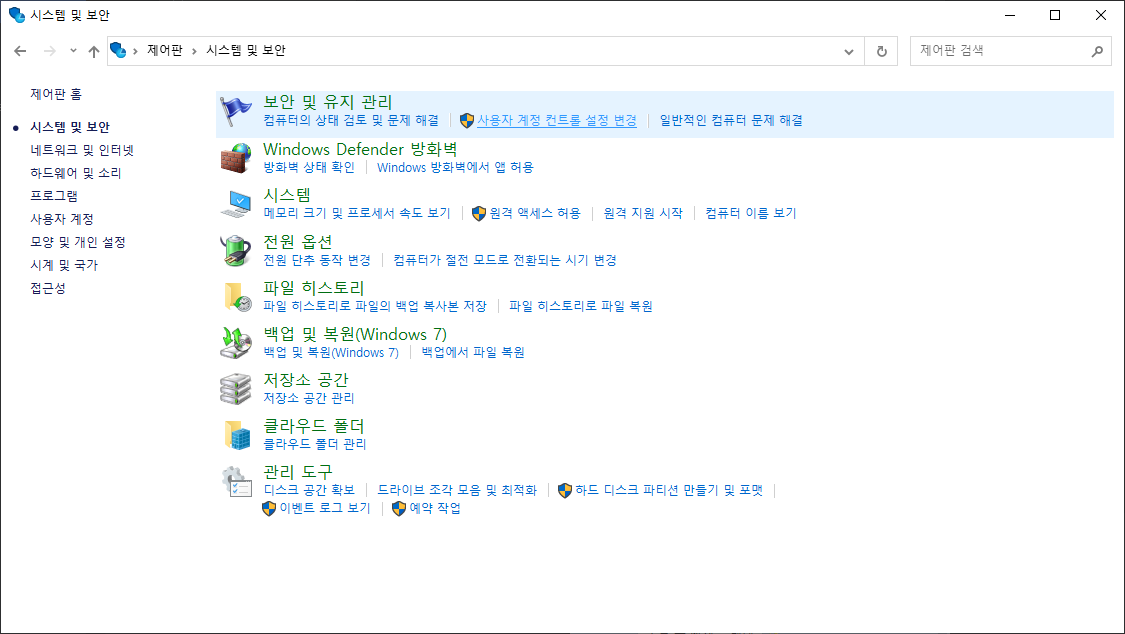 시스템 및 보안
제어판 시스템 및 보안
제어판 검색
제어판 홈
시스템 및 보안
네트워크 및 인터넷
하드웨어 및 소리
프로그램
사용자 계정
모양 및 개인 설정
시계 및 국가
접근성
보안 및 유지 관리
컴퓨터의 상태 검토 및 문제 해결 사용자 계정 컨트롤 설정 변경 일반적인 컴퓨터 문제 해결
Windows Defender 방화벽
방화벽 상태 확인 Windows 방화벽에서 앱 허용
시스템
메모리 크기 및 프로세서 속도 보기 원격 액세스 허용 원격 지원 시작 컴퓨터 이름 보기
전원 옵션
전원 단추 동작 변경 컴퓨터가 절전 모드로 전환되는 시기 변경
파일 히스토리
파일 히스토리로 파일의 백업 복사본 저장 파일 히스토리로 파일 복원
백업 및 복원(Windows 7)
백업 및 복원(Windows 7) 백업에서 파일 복원
저장소 공간
저장소 공간 관리
클라우드 폴더
클라우드 폴더 관리
관리 도구
디스크 공간 확보 드라이브 조각 모음 및 최적화 하드 디스크 파티션 만들기 및 포맷
이벤트 로그 보기 예약 작업